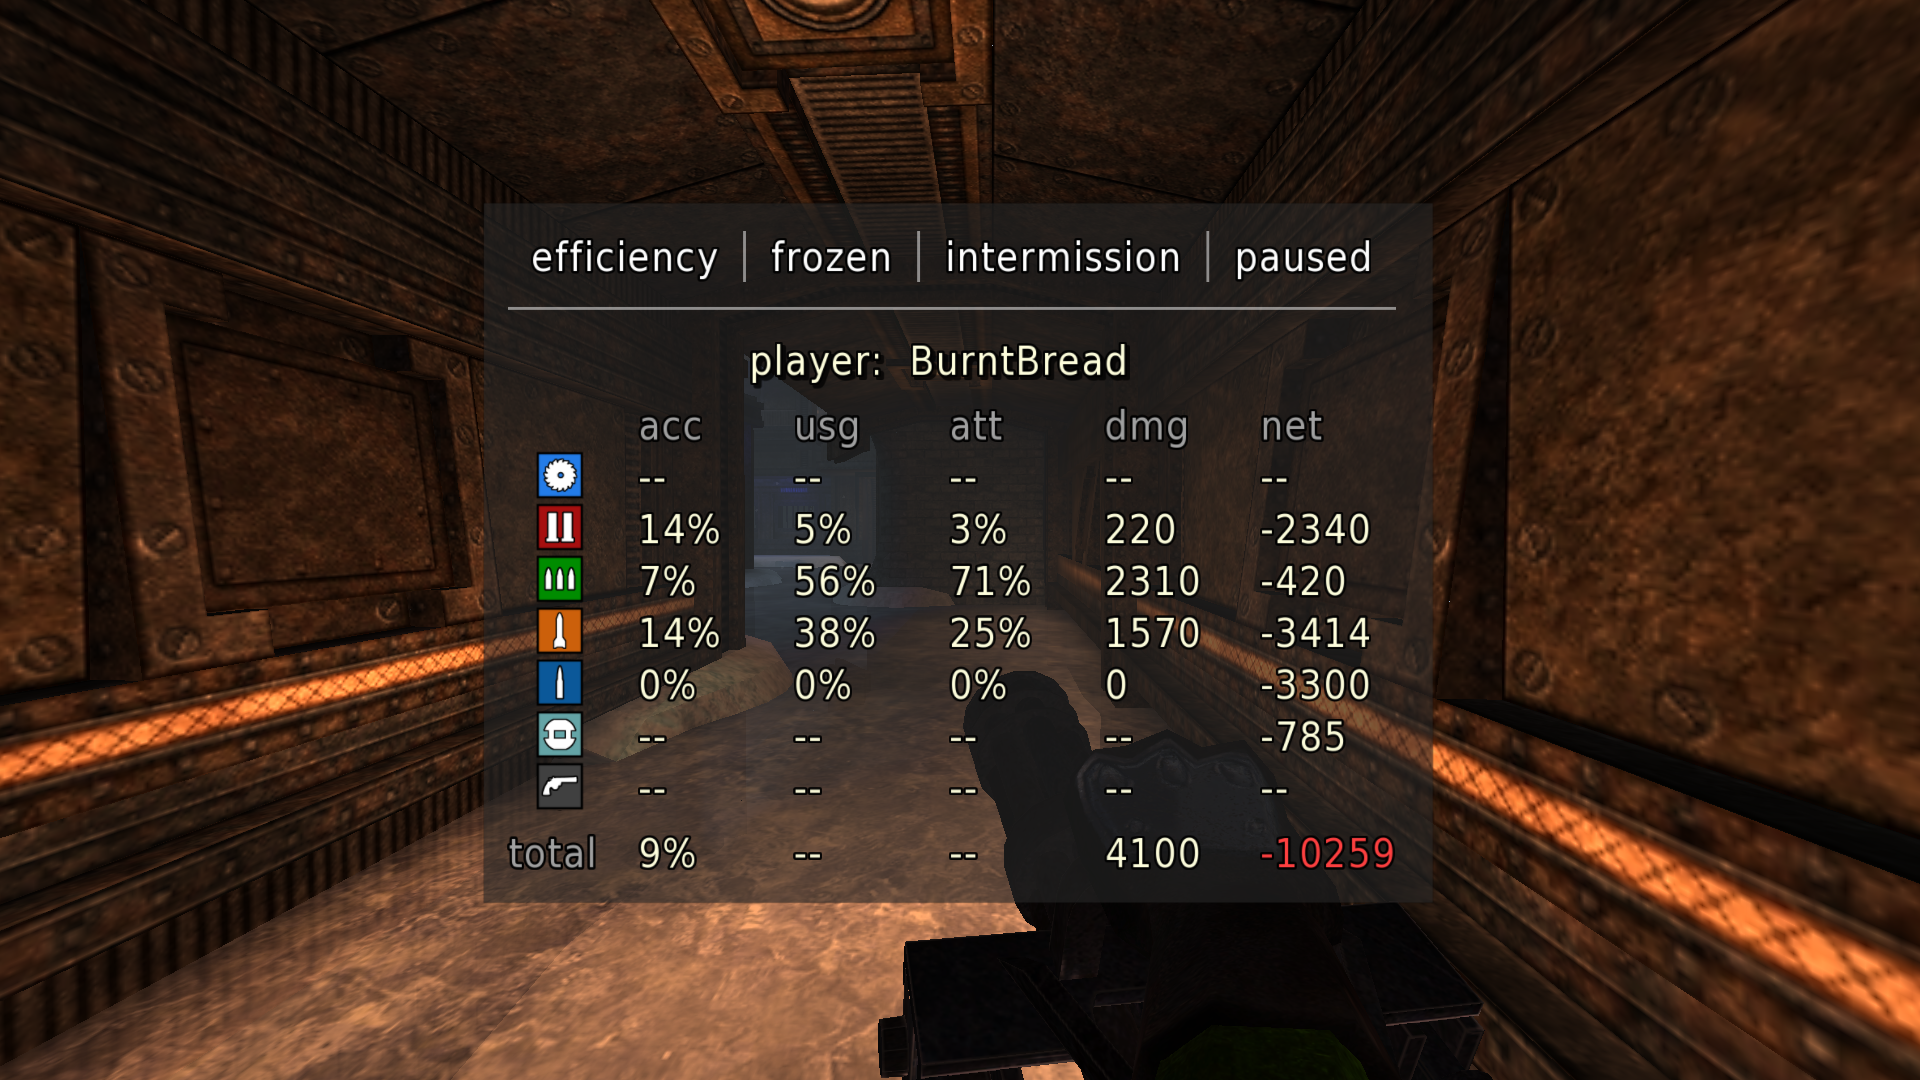 efficiency | frozen | intermission | paused
player: BurntBread
acc usg att dmg net
-- -- -- -- --
14% 5% 3% 220 -2340
7% 56% 71% 2310 -420
14% 38% 25% 1570 -3414
0% 0% 0% 0 -3300
-- -- -- -- -785
-- -- -- -- --
total 9% -- -- 4100 -10259